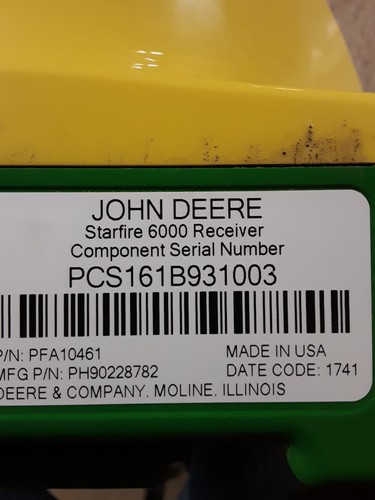 JOHN DEERE
Starfire 6000 Receiver
Component Serial Number
PCS161B931003
P/N: PFA10461
MADE IN USA
MFG P/N: PH90228782
DATE CODE: 1741
DEERE & COMPANY. MOLINE. ILLINOIS